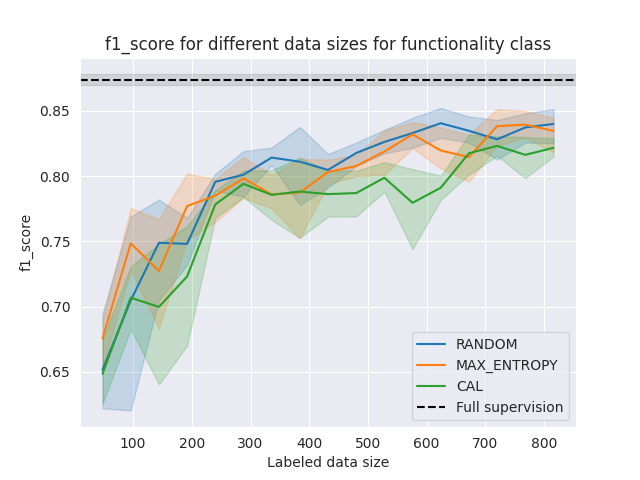 f1_score for different data sizes for functionality class
0.85
0.80
0.75
0.70
0.65
f1_score
RANDOM
MAX_ENTROPY
CAL
Full supervision
100 200 300 400 500 600 700 800
Labeled data size